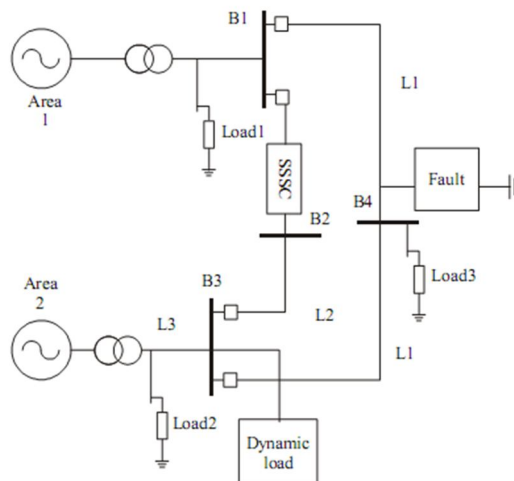 B1
Area
1
Load1
L1
SSSC
Fault
B2
B4
Load3
Area
2
B3
L3
L2
L1
Load2
Dynamic
load